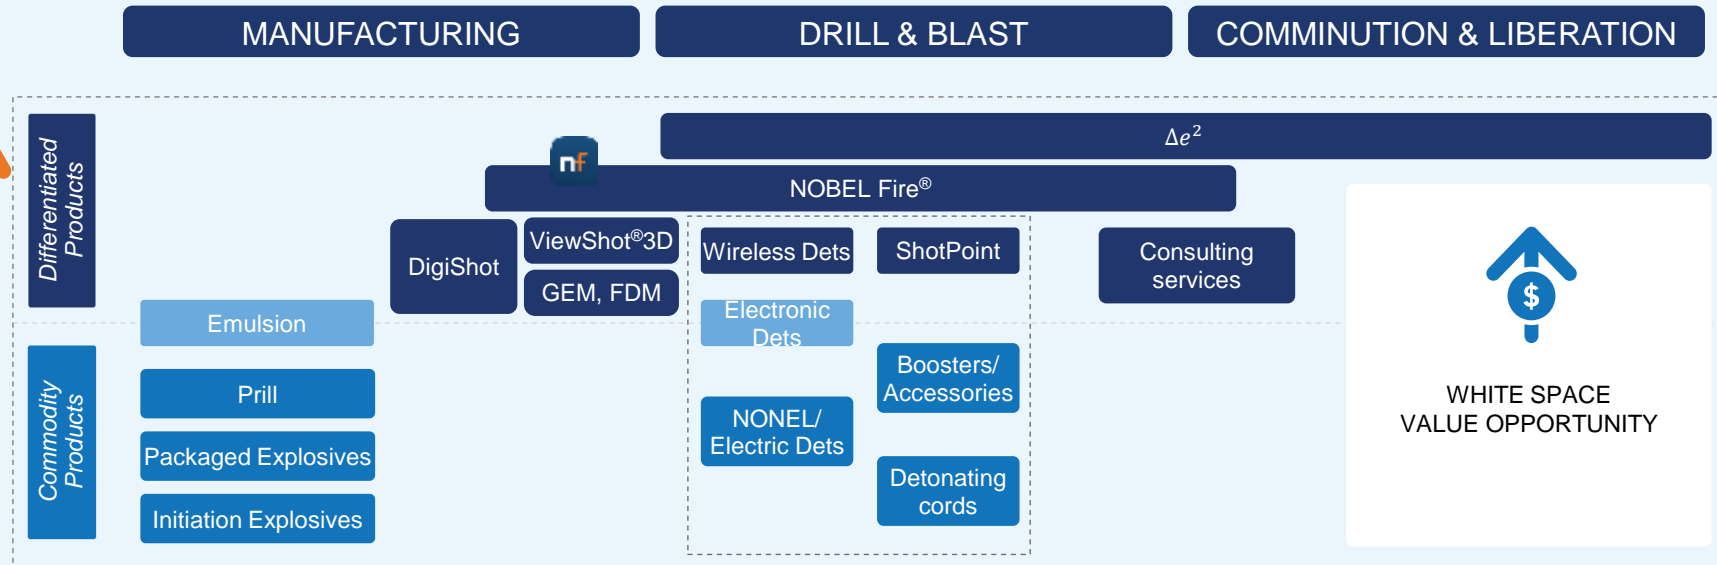 MANUFACTURING
DRILL & BLAST
COMMINUTION & LIBERATION
Differentiated
Products
Δe²
nf
NOBEL Fire®
DigiShot
ViewShot®3D
GEM, FDM
Wireless Dets
ShotPoint
Consulting
services
Emulsion
Electronic
Dets
$
Commodity
Products
Prill
Packaged Explosives
Initiation Explosives
NONEL/
Electric Dets
Boosters/
Accessories
Detonating
cords
WHITE SPACE
VALUE OPPORTUNITY